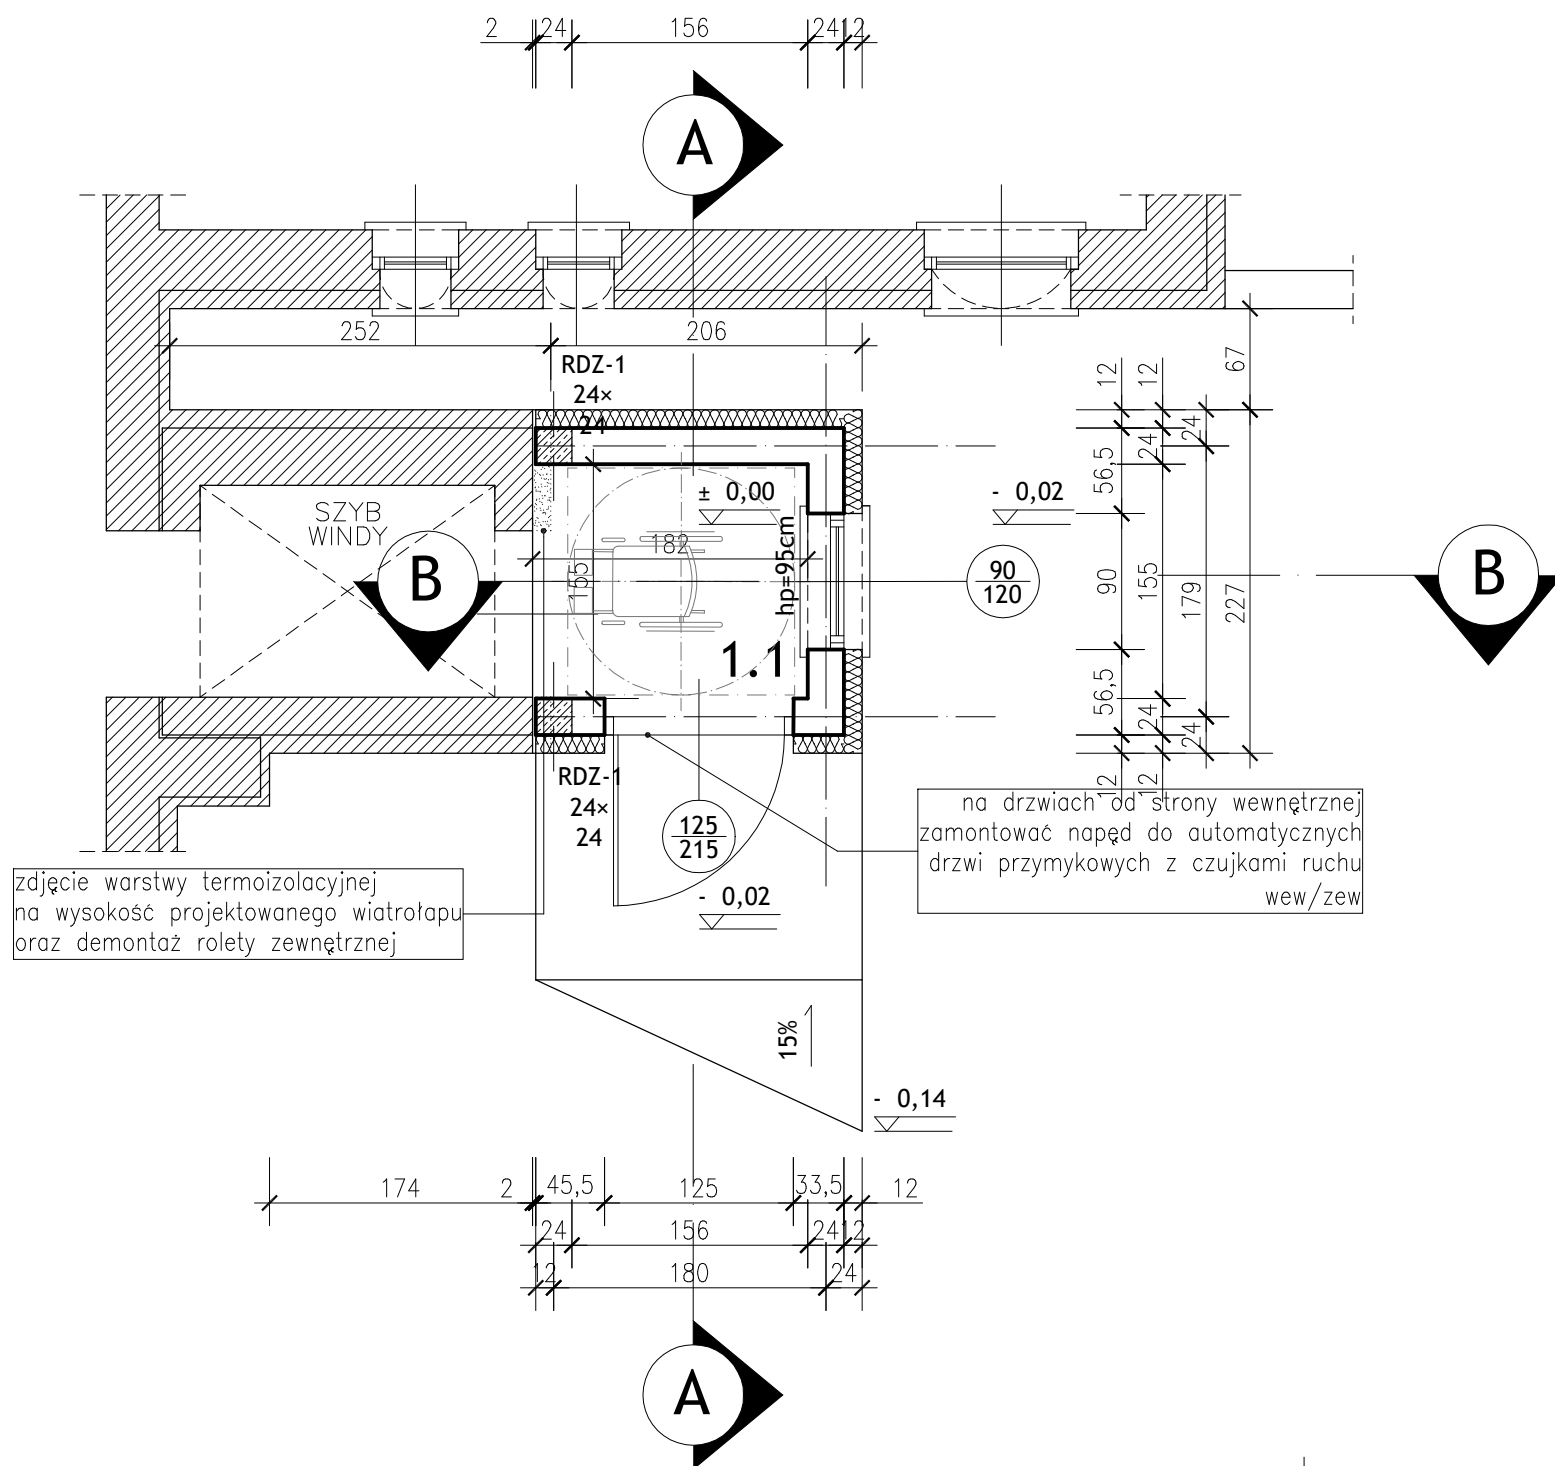 2 24 156 24 12
A
252 206
RDZ-1
24×
24
67
12 12
24
24
56,5
SZYB
WINDY
± 0,00
- 0,02
182
155
hp=95cm
B
90
120
90
155
179
227
B
1.1
56,5
24
24
12 12
RDZ-1
24×
24
125
215
na drzwiach od strony wewnętrznej
zamontować napęd do automatycznych
drzwi przymykowych z czujkami ruchu
wew/zew
zdjęcie warstwy termoizolacyjnej
na wysokość projektowanego wiatrołapu
oraz demontaż rolety zewnętrznej
- 0,02
15%
- 0,14
174 2 45,5 125 33,5 12
24 156 24 12
12 180 24
A